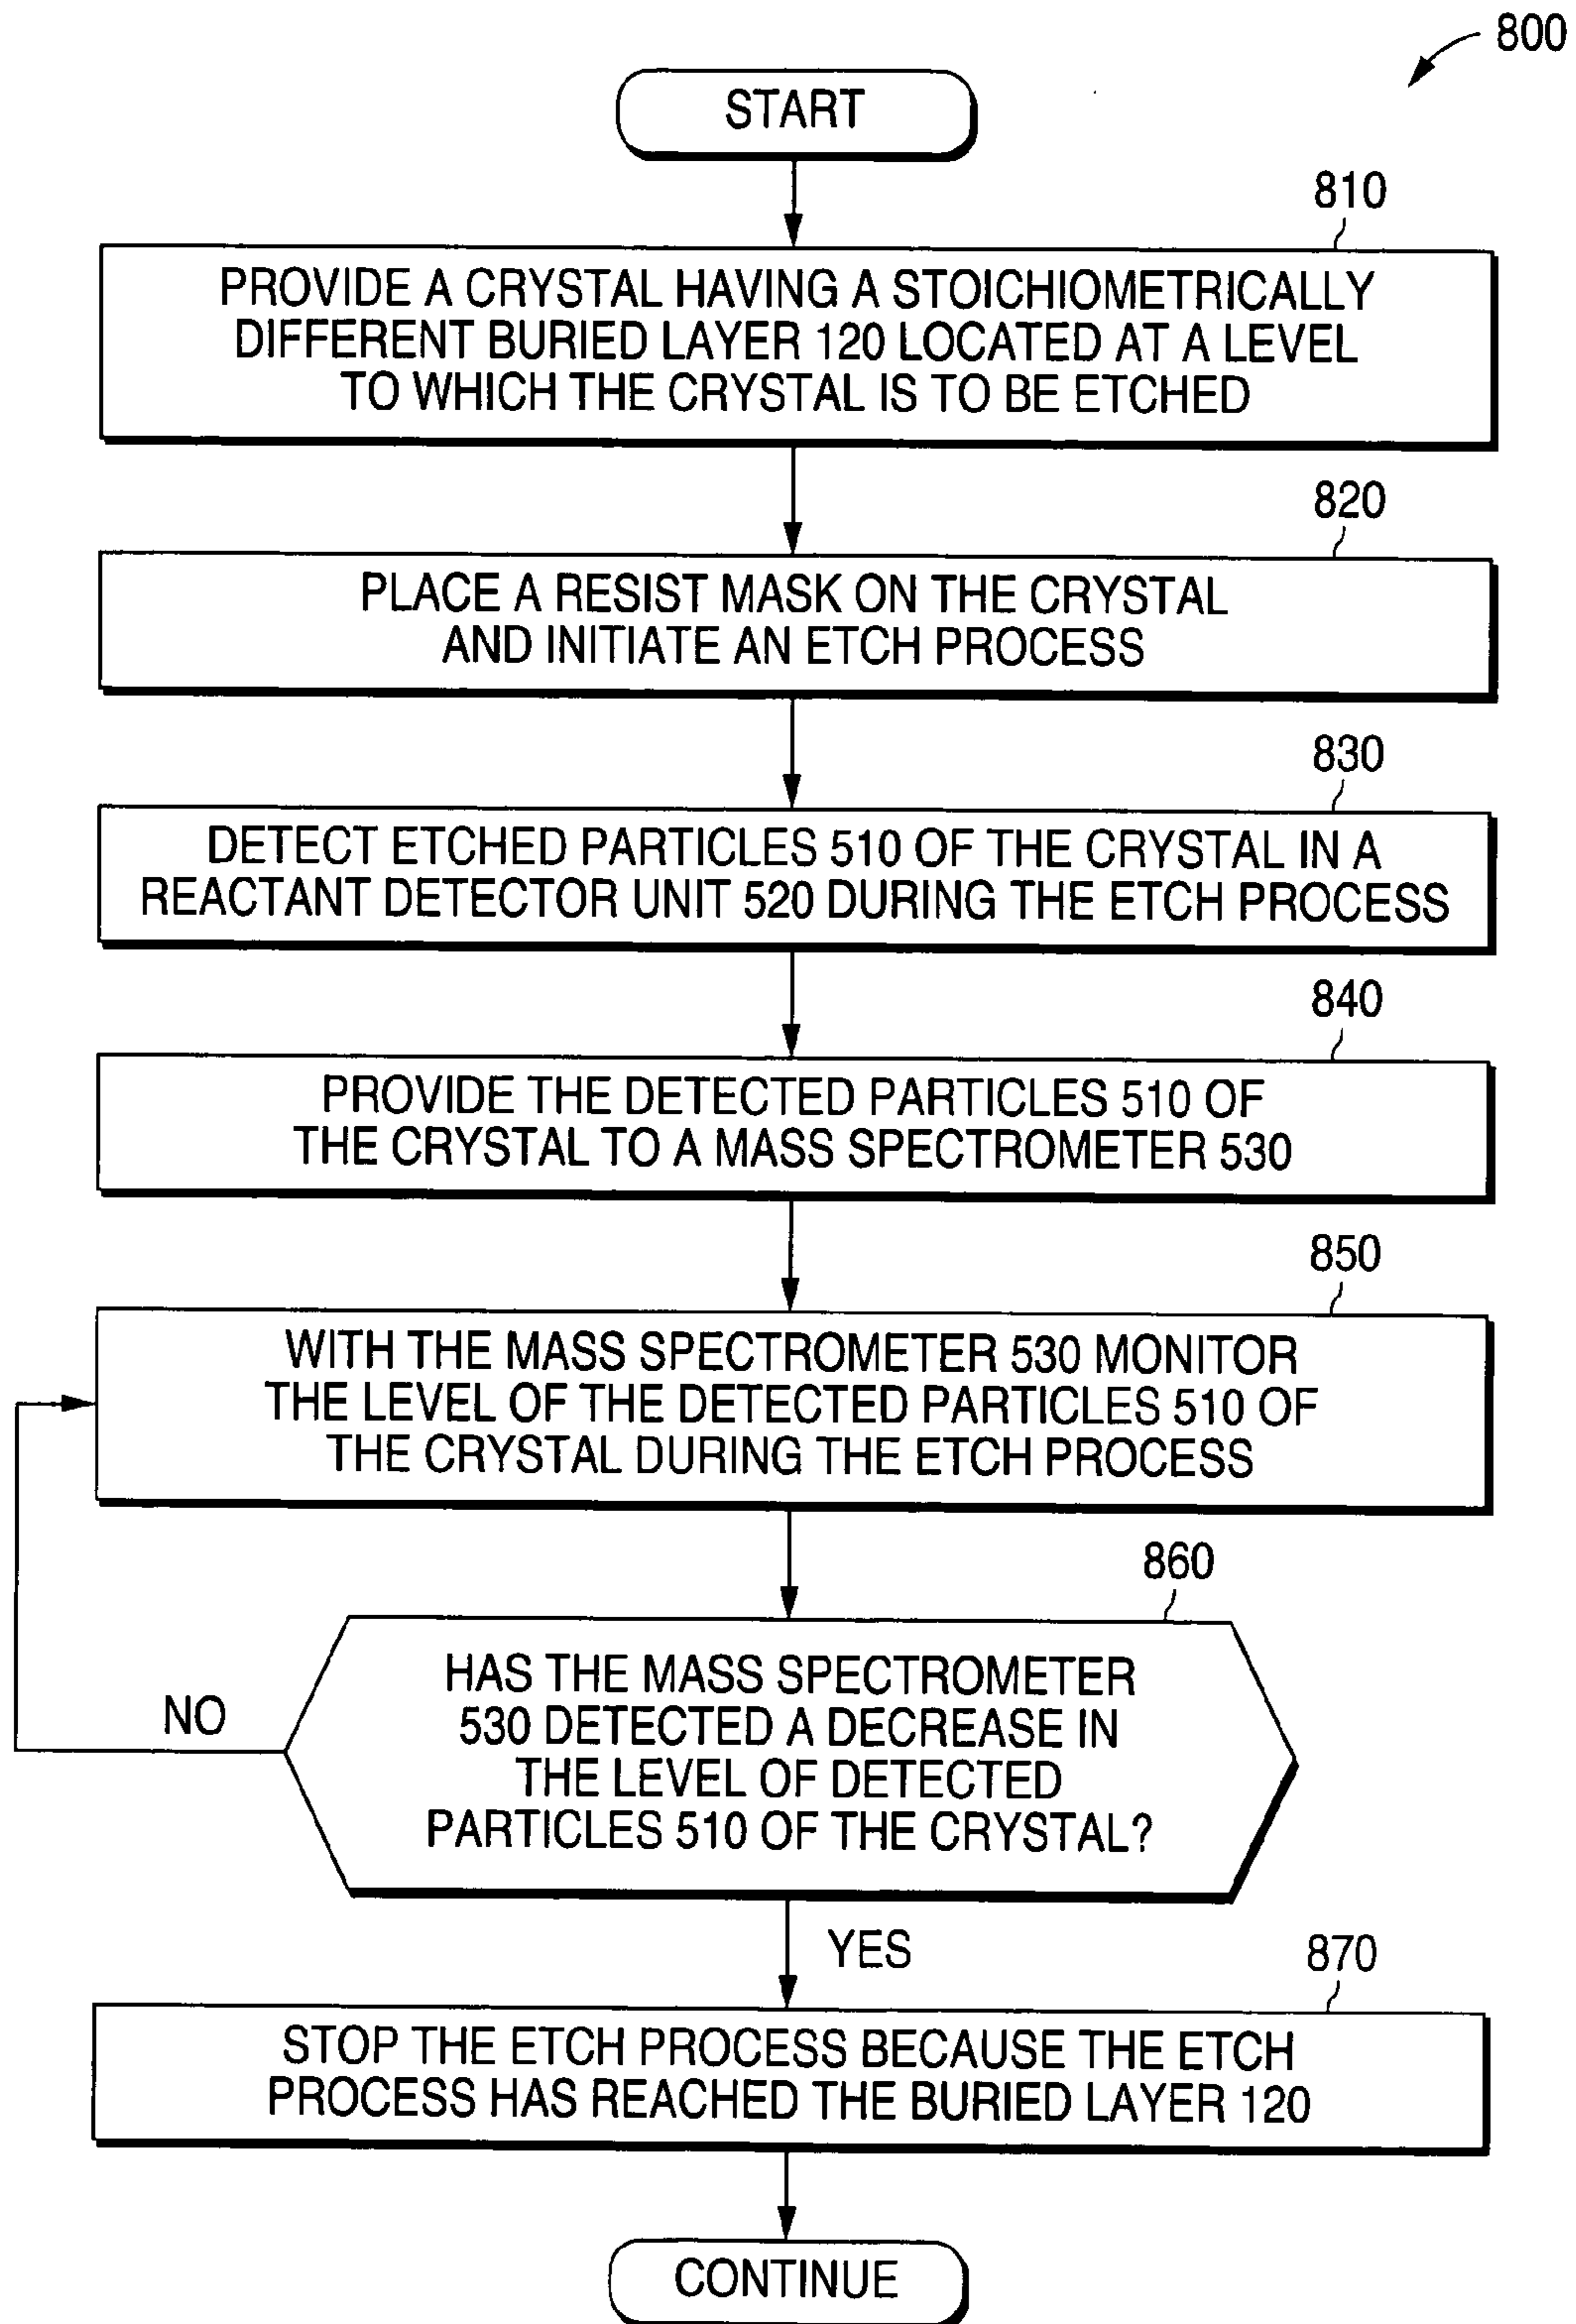 800
START
810
PROVIDE A CRYSTAL HAVING A STOICHIOMETRICALLY
DIFFERENT BURIED LAYER 120 LOCATED AT A LEVEL
TO WHICH THE CRYSTAL IS TO BE ETCHED
820
PLACE A RESIST MASK ON THE CRYSTAL
AND INITIATE AN ETCH PROCESS
830
DETECT ETCHED PARTICLES 510 OF THE CRYSTAL IN A
REACTANT DETECTOR UNIT 520 DURING THE ETCH PROCESS
840
PROVIDE THE DETECTED PARTICLES 510 OF
THE CRYSTAL TO A MASS SPECTROMETER 530
850
WITH THE MASS SPECTROMETER 530 MONITOR
THE LEVEL OF THE DETECTED PARTICLES 510 OF
THE CRYSTAL DURING THE ETCH PROCESS
860
HAS THE MASS SPECTROMETER
530 DETECTED A DECREASE IN
THE LEVEL OF DETECTED
PARTICLES 510 OF THE CRYSTAL?
NO
YES
870
STOP THE ETCH PROCESS BECAUSE THE ETCH
PROCESS HAS REACHED THE BURIED LAYER 120
CONTINUE